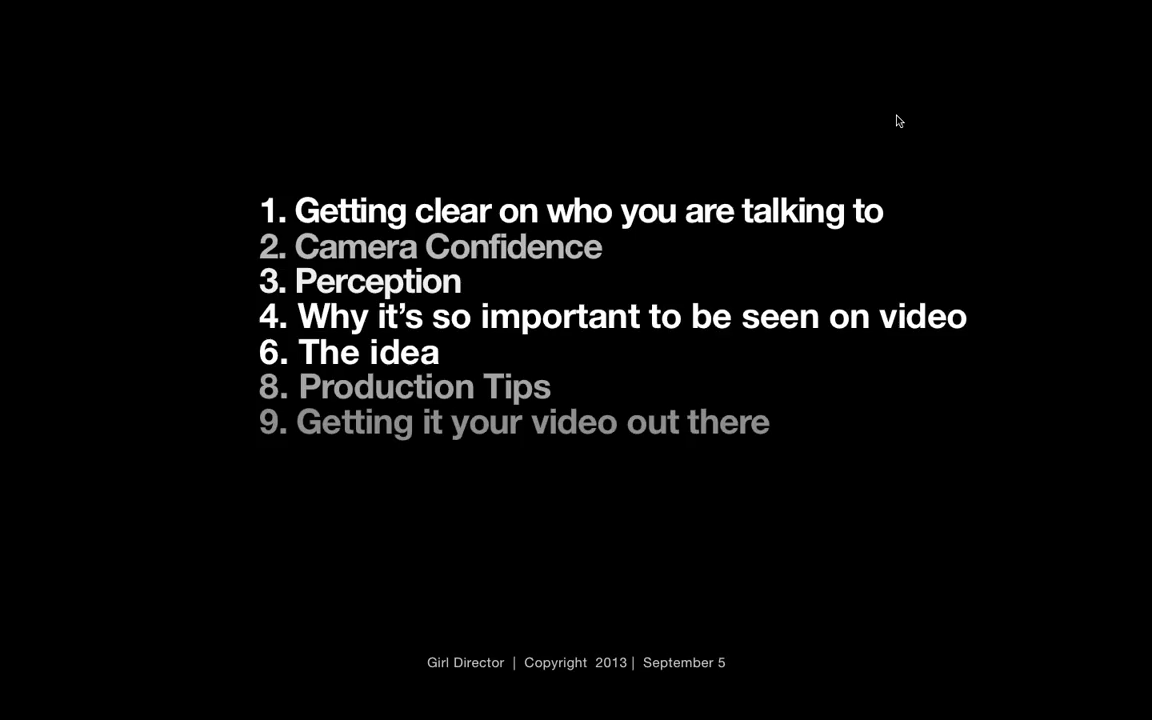 1. Getting clear on who you are talking to
2. Camera Confidence
3. Perception
4. Why it’s so important to be seen on video
6. The idea
8. Production Tips
9. Getting it your video out there
Girl Director | Copyright 2013 | September 5